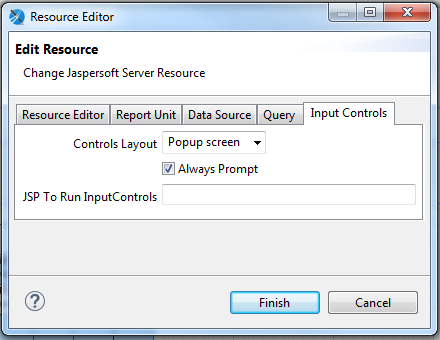 Resource Editor
Edit Resource
Change Jaspersoft Server Resource
Resource Editor Report Unit Data Source Query Input Controls
Controls Layout Popup screen
Always Prompt
JSP To Run InputControls
?
Finish Cancel